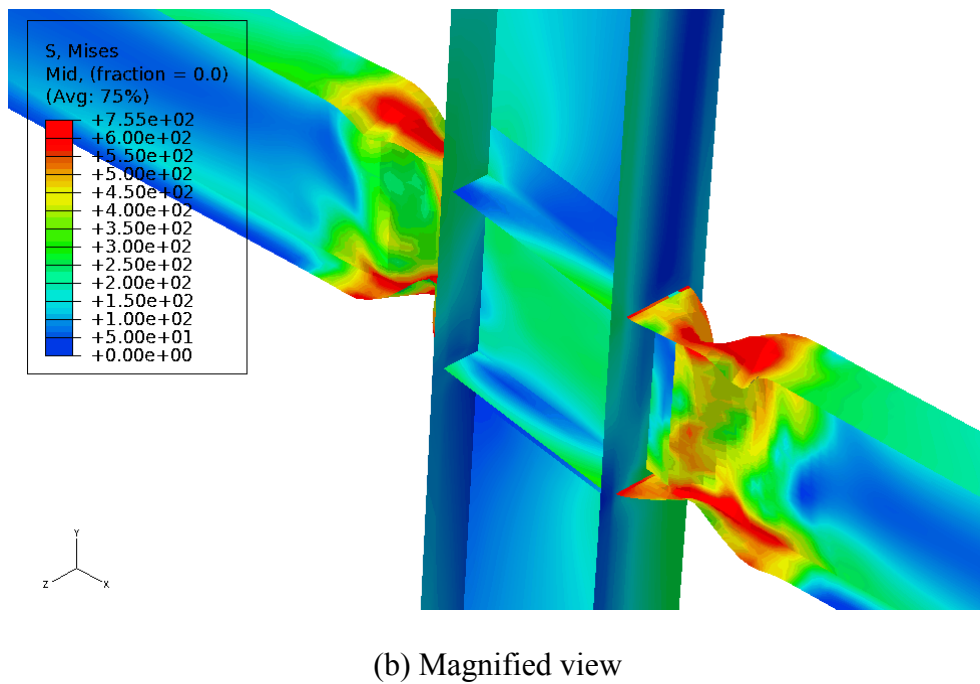 S, Mises
Mid, (fraction = 0.0)
(Avg: 75%)
+7.55e+02
+6.00e+02
+5.50e+02
+5.00e+02
+4.50e+02
+4.00e+02
+3.50e+02
+3.00e+02
+2.50e+02
+2.00e+02
+1.50e+02
+1.00e+02
+5.00e+01
+0.00e+00
Y
Z X
(b) Magnified view